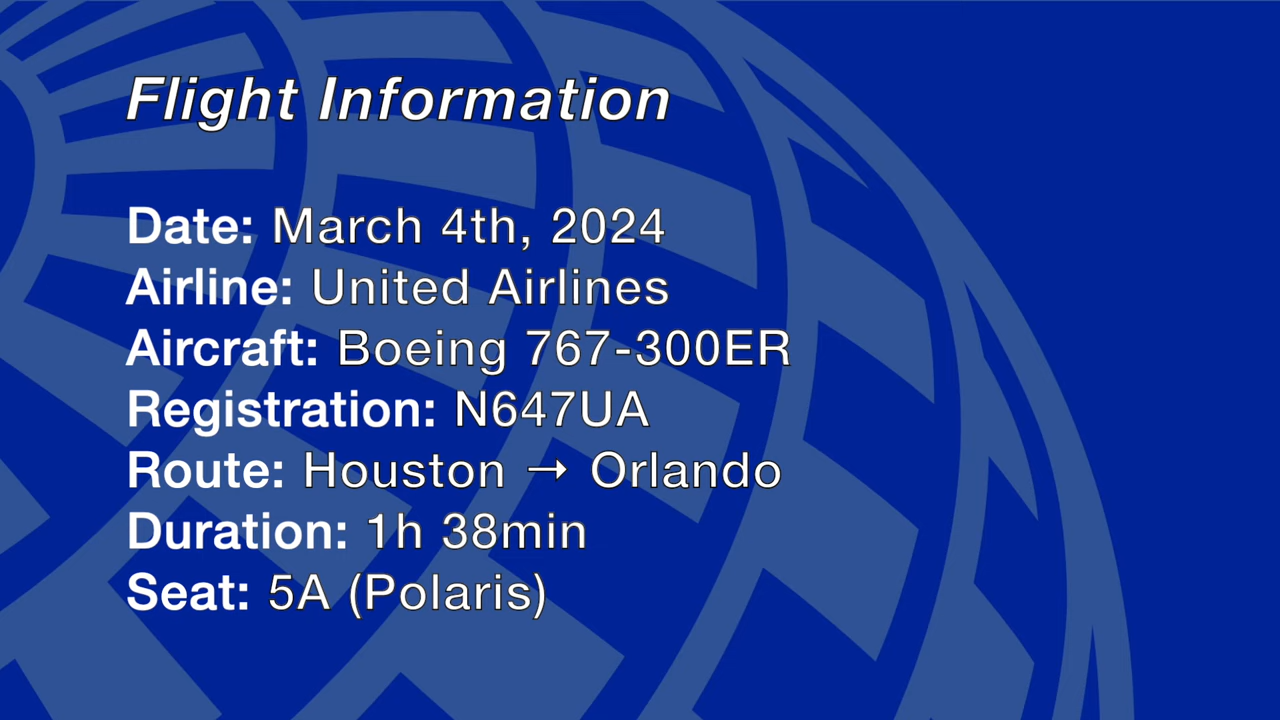 Flight Information
Date: March 4th, 2024
Airline: United Airlines
Aircraft: Boeing 767-300ER
Registration: N647UA
Route: Houston → Orlando
Duration: 1h 38min
Seat: 5A (Polaris)